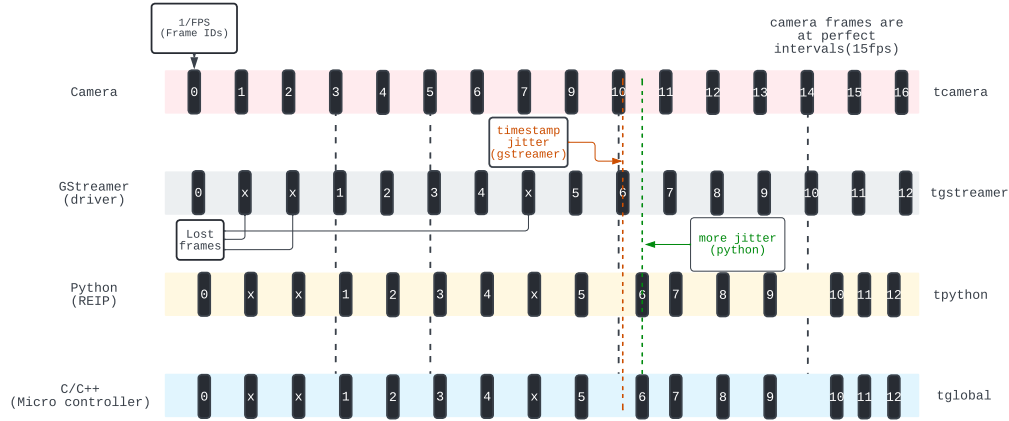 1/FPS
(Frame IDs)
camera frames are
at perfect
intervals(15fps)
Camera
0 1 2 3 4 5 6 7 9 10 11 12 13 14 15 16
tcamera
timestamp
jitter
(gstreamer)
GStreamer
(driver)
0 x x 1 2 3 4 x 5 6 7 8 9 10 11 12
tgstreamer
Lost
frames
more jitter
(python)
Python
(REIP)
0 x x 1 2 3 4 x 5 6 7 8 9 10 11 12
tpython
C/C++
(Micro controller)
0 x x 1 2 3 4 x 5 6 7 8 9 10 11 12
tglobal